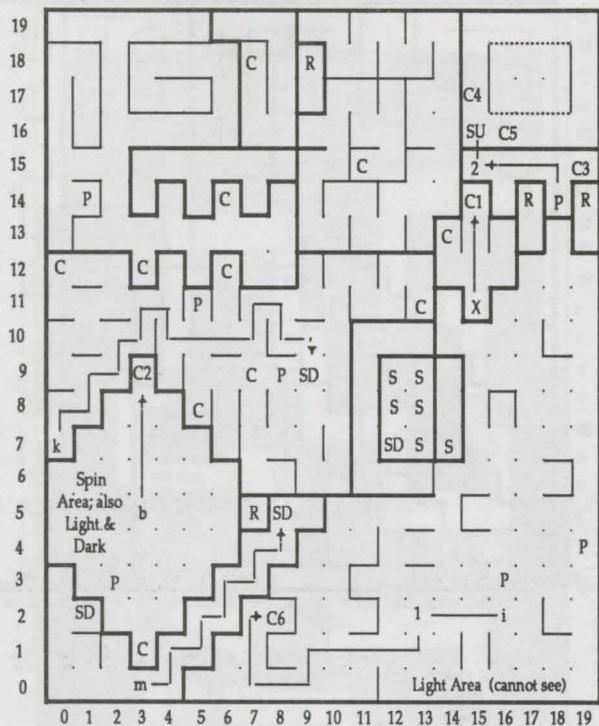 19
18 C R
17 C4
16 SU C5
15 C 2 C3
14 P C C1 R P R
13 C
12 C C C C
11 P C X
10
9 C2 C P SD S S
8 C S S
7 k SD S S
6 Spin
Area; also
5 b R SD
Light &
4 Dark P
3 P P
2 SD C6 1 i
1 C
0 m Light Area (cannot see)
0 1 2 3 4 5 6 7 8 9 10 11 12 13 14 15 16 17 18 19